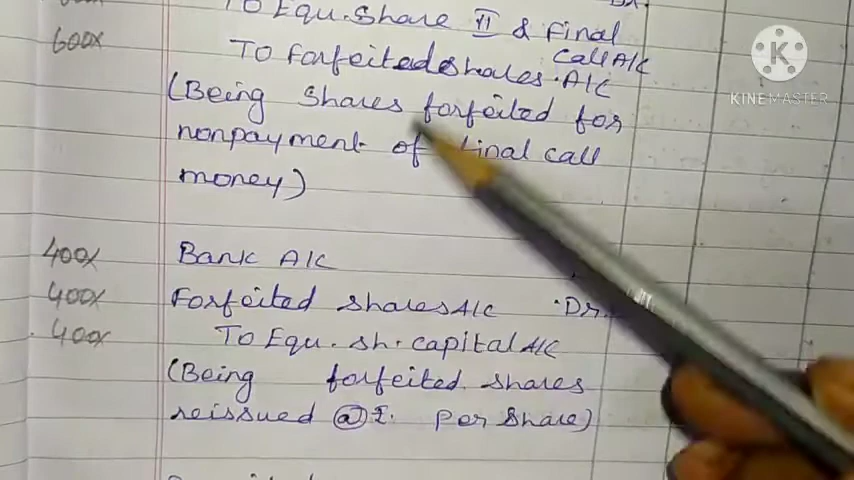 To Equ. Share II & Final
Call A/C
600x
To Forfeited shares. A/C
(Being Shares forfeited for
nonpayment of final call
money)
400x Bank A/C
400x Forfeited shares A/C Dr.
400x To Equ. sh. capital A/C
(Being forfeited shares
reissued @ ₹. Per Share)
K
KINEMASTER